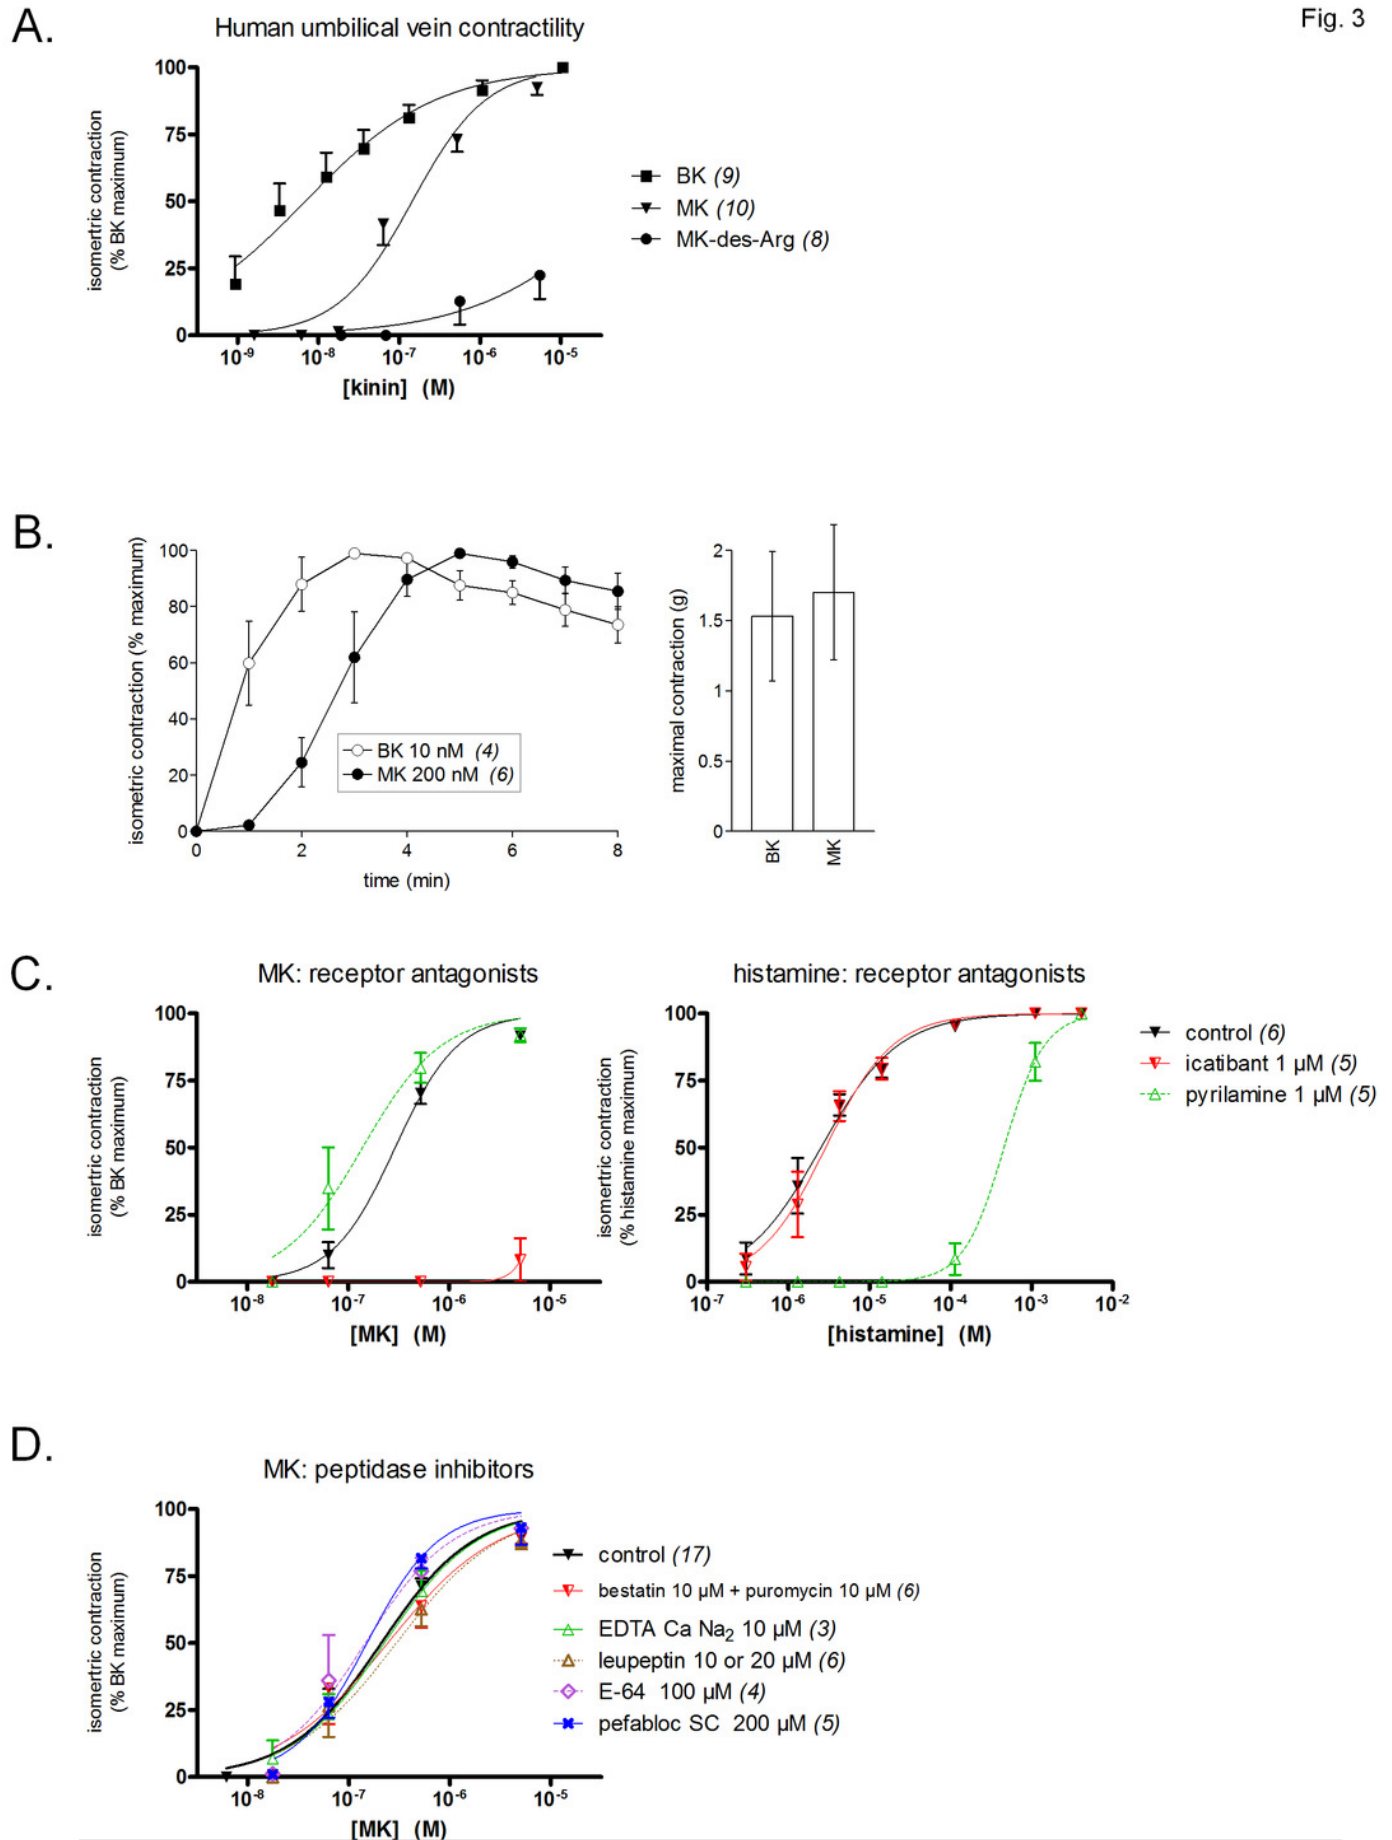 Fig. 3
A.
Human umbilical vein contractility
isomertric contraction
(% BK maximum)
100
75
50
25
0
10-9
10-8
10-7
10-6
10-5
[kinin] (M)
BK (9)
MK (10)
MK-des-Arg (8)
B.
isometric contraction (% maximum)
100
80
60
40
20
0
0
2
4
6
8
time (min)
BK 10 nM (4)
MK 200 nM (6)
maximal contraction (g)
2
1.5
1
0.5
0
BK
MK
C.
MK: receptor antagonists
isomertric contraction
(% BK maximum)
100
75
50
25
0
10-8
10-7
10-6
10-5
[MK] (M)
histamine: receptor antagonists
isomertric contraction
(% histamine maximum)
100
75
50
25
0
10-7
10-6
10-5
10-4
10-3
10-2
[histamine] (M)
control (6)
icatibant 1 µM (5)
pyrilamine 1 µM (5)
D.
MK: peptidase inhibitors
isomertric contraction
(% BK maximum)
100
75
50
25
0
10-8
10-7
10-6
10-5
[MK] (M)
control (17)
bestatin 10 µM + puromycin 10 µM (6)
EDTA Ca Na2 10 µM (3)
leupeptin 10 or 20 µM (6)
E-64 100 µM (4)
pefabloc SC 200 µM (5)